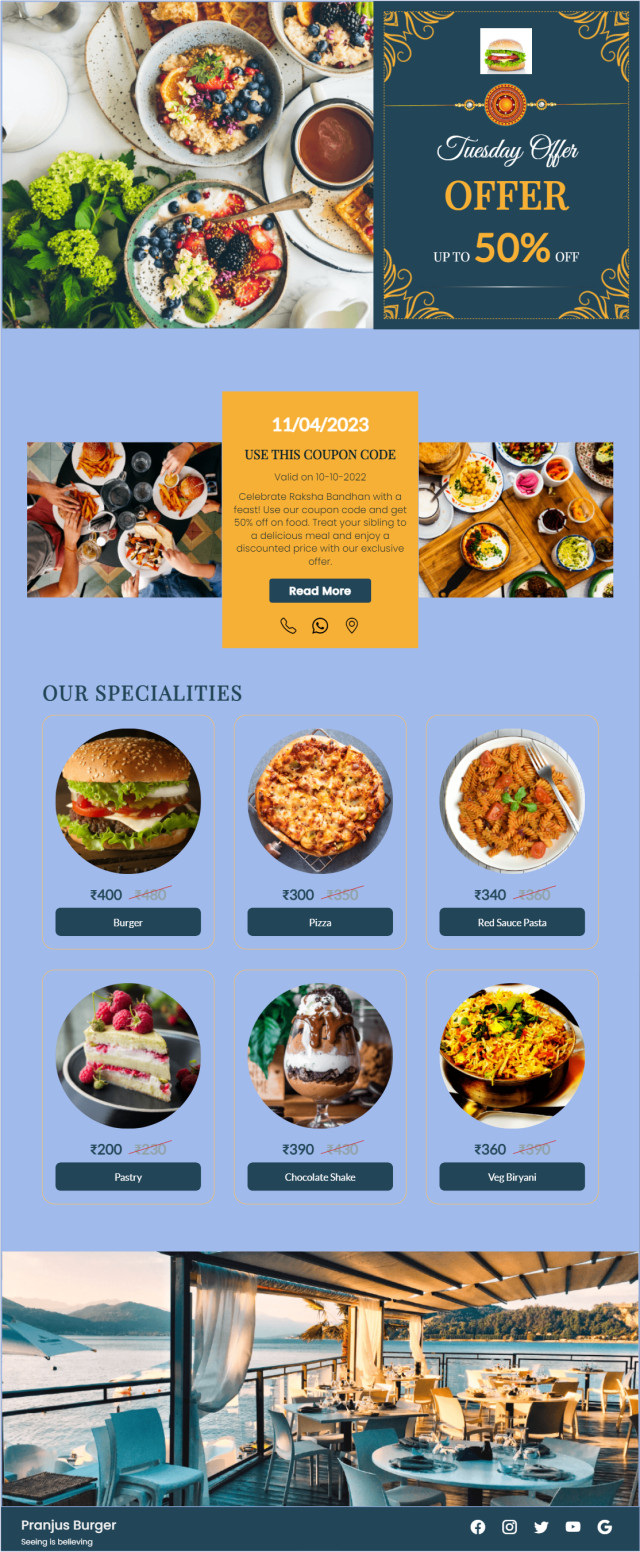 Tuesday Offer
OFFER
UP TO 50% OFF
11/04/2023
USE THIS COUPON CODE
Valid on 10-10-2022
Celebrate Raksha Bandhan with a
feast! Use our coupon code and get
50% off on food. Treat your sibling to
a delicious meal and enjoy a
discounted price with our exclusive
offer.
Read More
OUR SPECIALITIES
₹400 ₹480
Burger
₹300 ₹350
Pizza
₹340 ₹360
Red Sauce Pasta
₹200 ₹230
Pastry
₹390 ₹430
Chocolate Shake
₹360 ₹390
Veg Biryani
Pranjus Burger
Seeing is believing